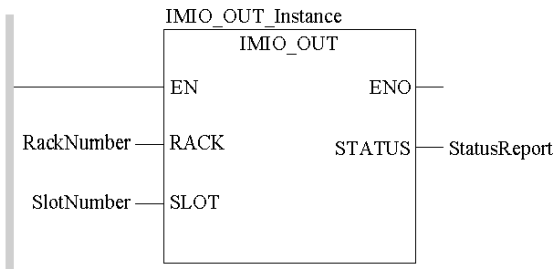 IMIO_OUT_Instance
IMIO_OUT
EN ENO
RackNumber RACK
STATUS StatusReport
SlotNumber SLOT